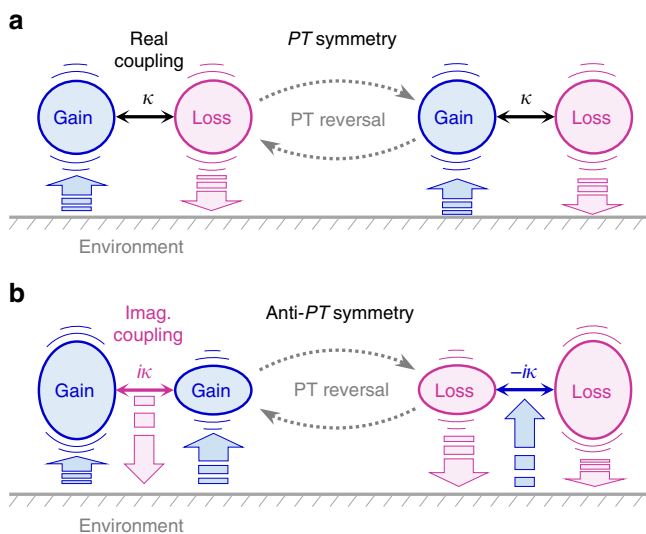 a
Real
coupling
PT symmetry
Gain
κ
Loss
PT reversal
Gain
κ
Loss
Environment
b
Imag.
coupling
Anti-PT symmetry
Gain
iκ
Gain
PT reversal
Loss
–iκ
Loss
Environment